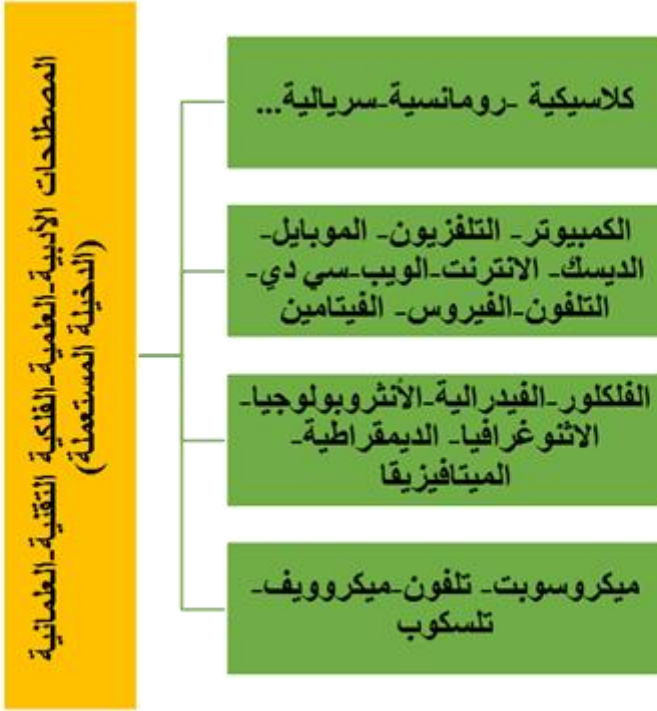 المصطلحات الأدبية-العلمية-الفلكية التقنية-العلمانية
(الدخيلة المستعملة)
كلاسيكية -رومانسية-سريالية...
الكمبيوتر- التلفزيون- الموبايل-
الديسك- الانترنت-الويب-سي دي-
التلفون-الفيروس- الفيتامين
الفلكلور-الفيدرالية-الأنثروبولوجيا-
الاثنوغرافيا- الديمقراطية-
الميتافيزيقا
ميكروسوبت- تلفون-ميكروويف-
تلسكوب